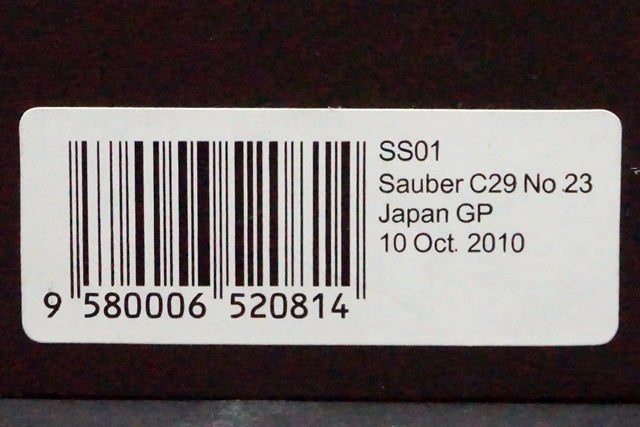 SS01
Sauber C29 No 23
Japan GP
10 Oct. 2010
9 580006 520814